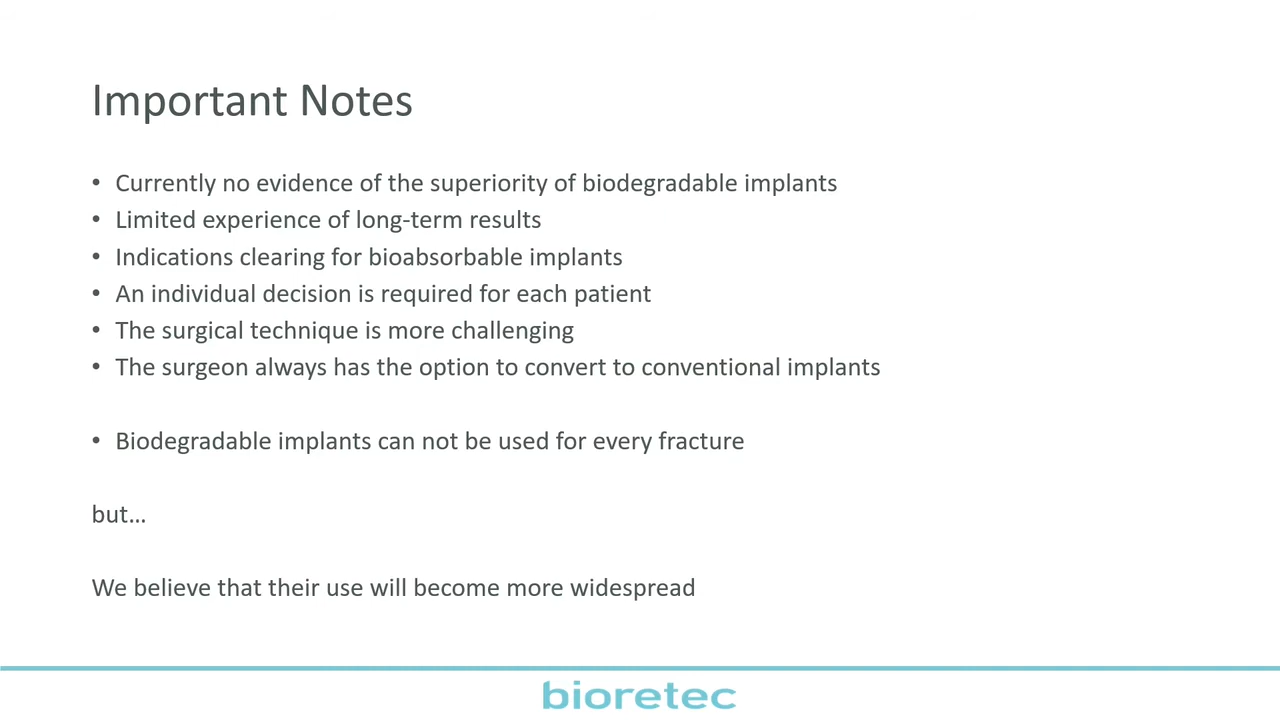 Important Notes
• Currently no evidence of the superiority of biodegradable implants
• Limited experience of long-term results
• Indications clearing for bioabsorbable implants
• An individual decision is required for each patient
• The surgical technique is more challenging
• The surgeon always has the option to convert to conventional implants
• Biodegradable implants can not be used for every fracture
but…
We believe that their use will become more widespread
bioretec